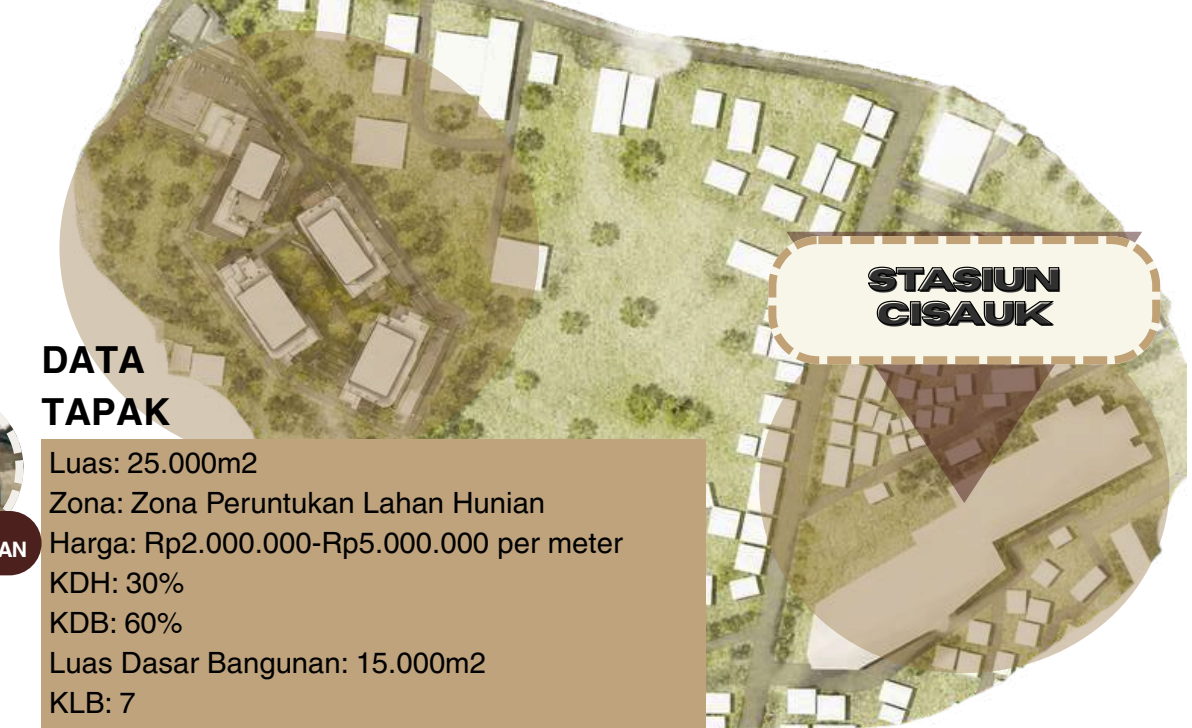 STASIUN
CISAUK
DATA
TAPAK
Luas: 25.000m2
Zona: Zona Peruntukan Lahan Hunian
AN
Harga: Rp2.000.000-Rp5.000.000 per meter
KDH: 30%
KDB: 60%
Luas Dasar Bangunan: 15.000m2
KLB: 7